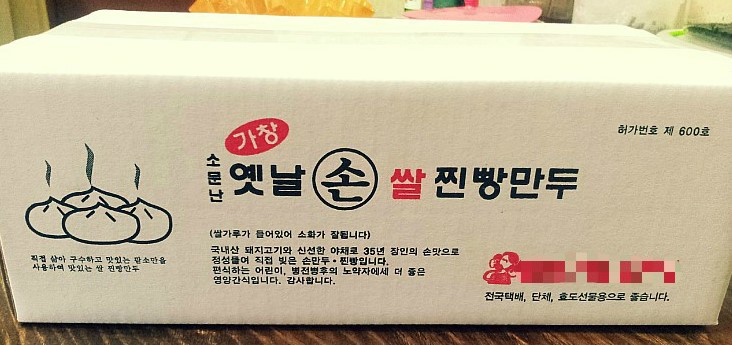 허가번호 제 600호
가창
소문난
옛날 손 쌀 찐빵만두
(쌀가루가 들어있어 소화가 잘됩니다)
국내산 돼지고기와 신선한 야채로 35년 장인의 손맛으로
정성들여 직접 빚은 손만두·찐빵입니다.
편식하는 어린이, 병전병후의 노약자에게 더 좋은
영양간식입니다. 감사합니다.
직접 삶아 구수하고 맛있는 팥소만을
사용하여 맛있는 쌀 찐빵만두
전국택배, 단체, 효도선물용으로 좋습니다.